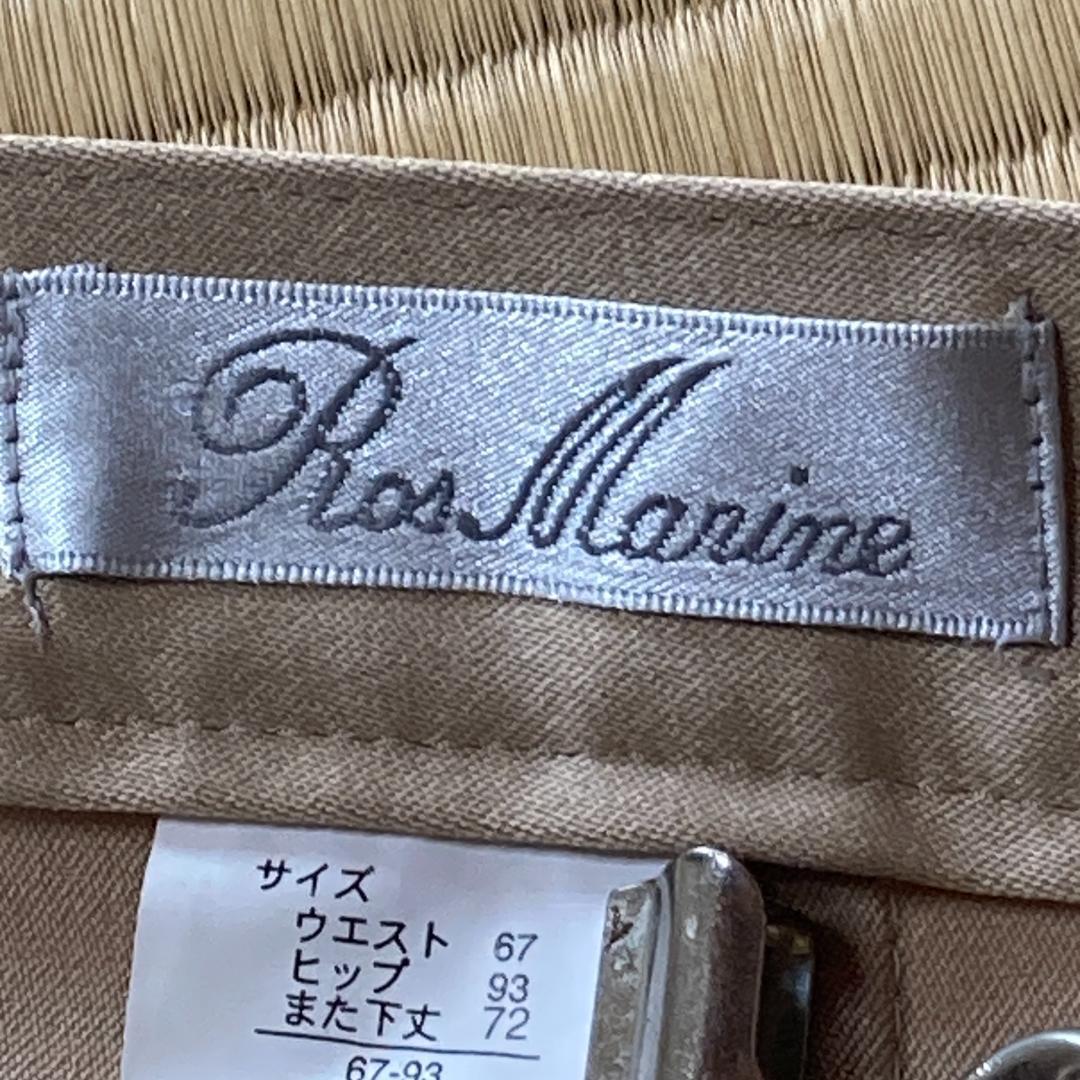 Ros Marine
サイズ
ウエスト 67
ヒップ 93
また下丈 72
67-93